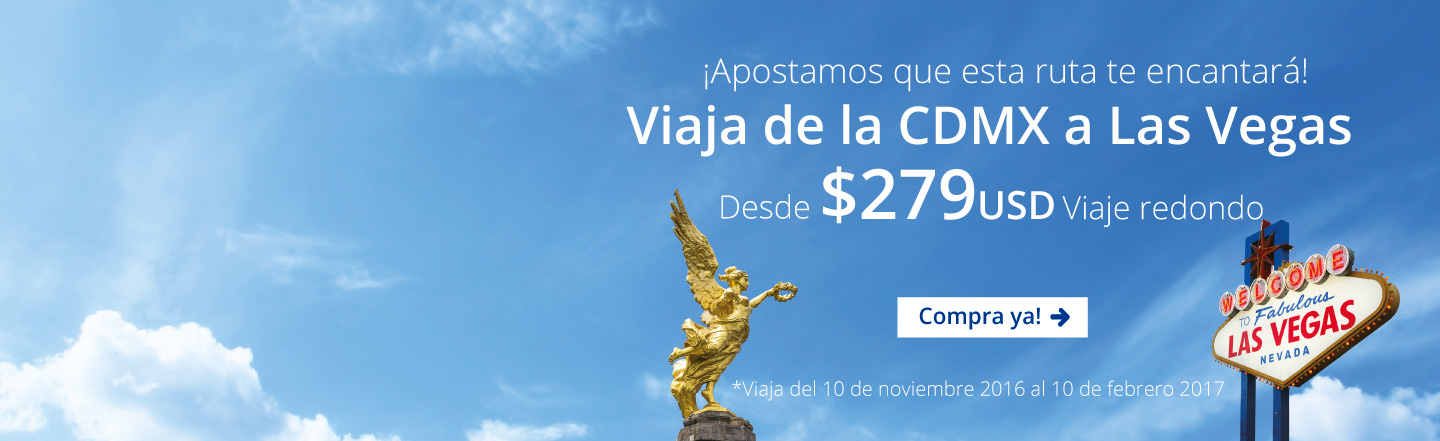 ¡Apostamos que esta ruta te encantará!
Viaja de la CDMX a Las Vegas
Desde $279USD Viaje redondo
WELCOME
TO Fabulous
LAS VEGAS
NEVADA
Compra ya!
*Viaja del 10 de noviembre 2016 al 10 de febrero 2017